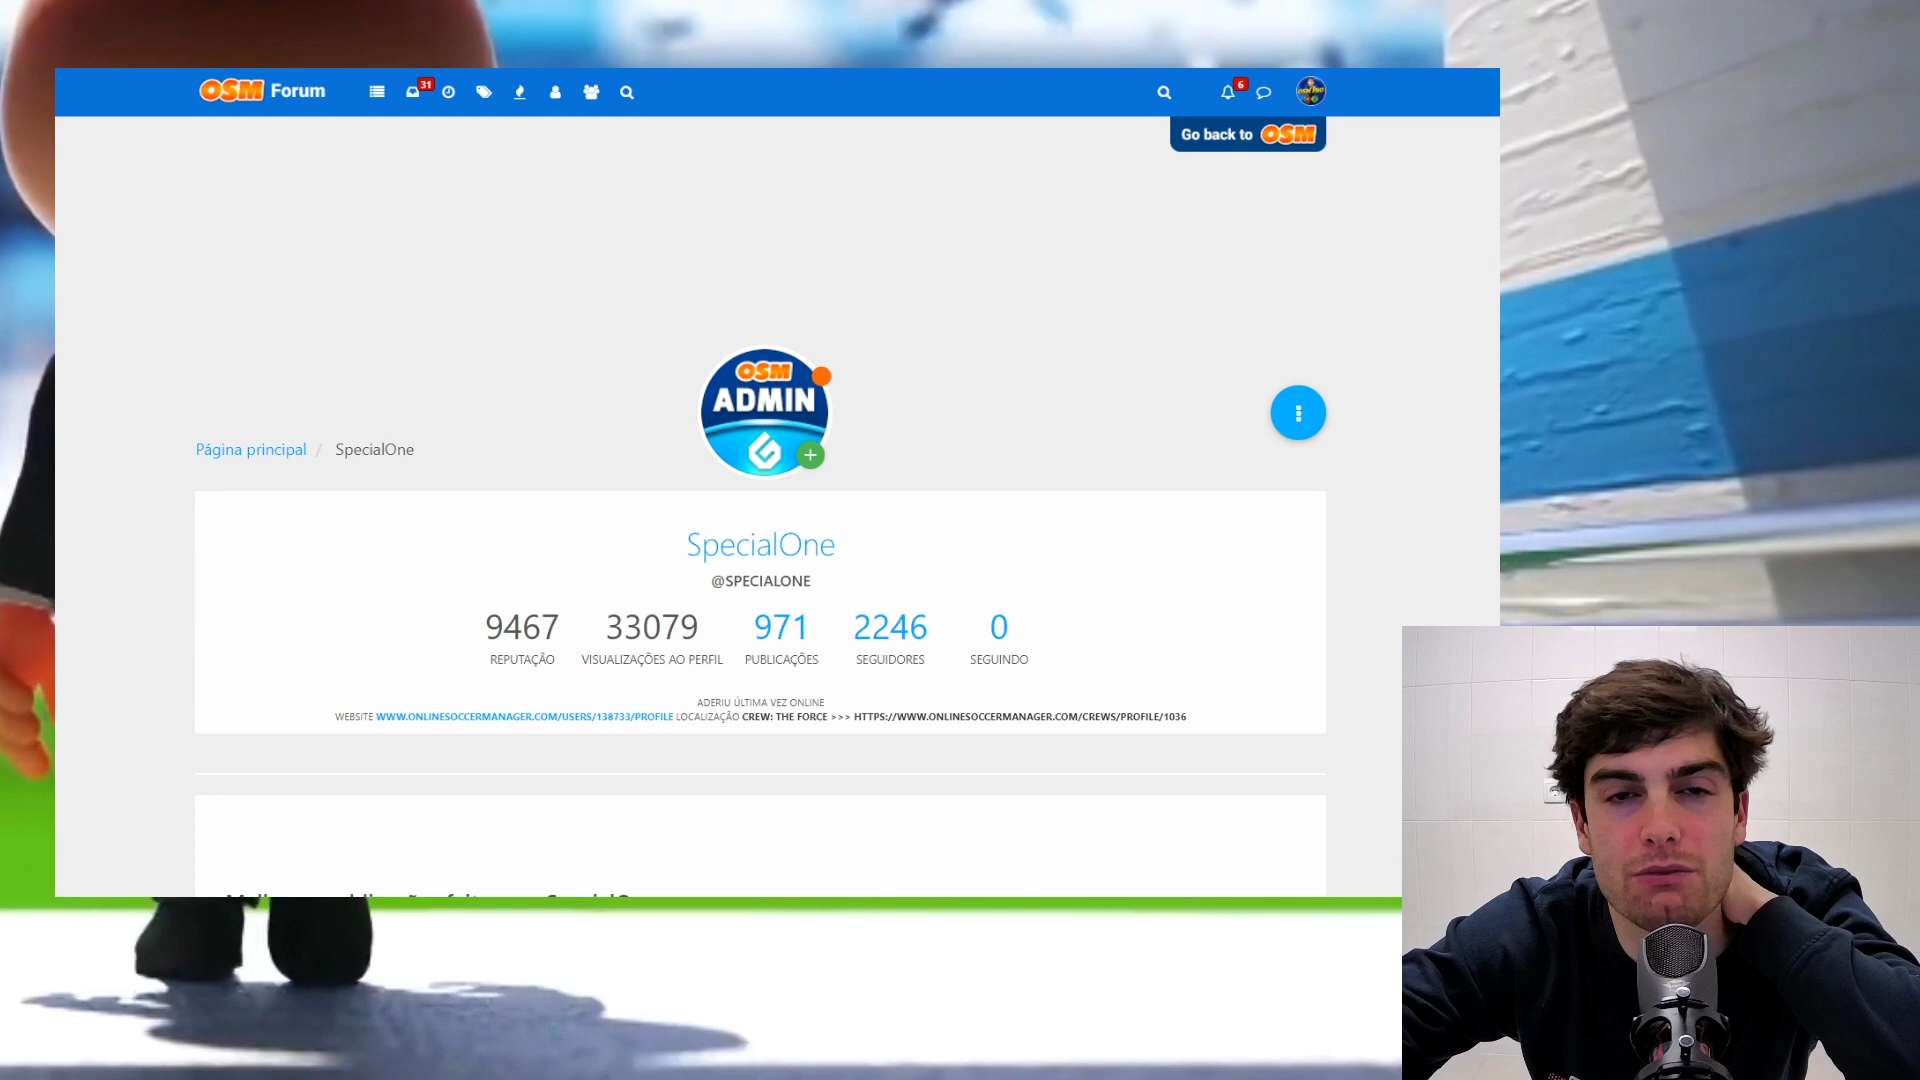 OSM Forum
31
6
Go back to OSM
OSM
ADMIN
Página principal / SpecialOne
SpecialOne
@SPECIALONE
9467 33079 971 2246 0
REPUTAÇÃO VISUALIZAÇÕES AO PERFIL PUBLICAÇÕES SEGUIDORES SEGUINDO
ADERIU ÚLTIMA VEZ ONLINE
WEBSITE WWW.ONLINESOCCERMANAGER.COM/USERS/138733/PROFILE LOCALIZAÇÃO CREW: THE FORCE >>> HTTPS://WWW.ONLINESOCCERMANAGER.COM/CREWS/PROFILE/1036